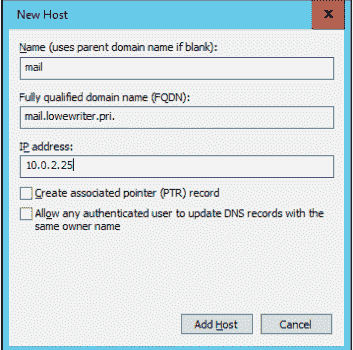 New Host
x
Name (uses parent domain name if blank):
mail
Fully qualified domain name (FQDN):
mail.lowewriter.pri.
IP address:
10.0.2.25
Create associated pointer (PTR) record
Allow any authenticated user to update DNS records with the
same owner name
Add Host Cancel